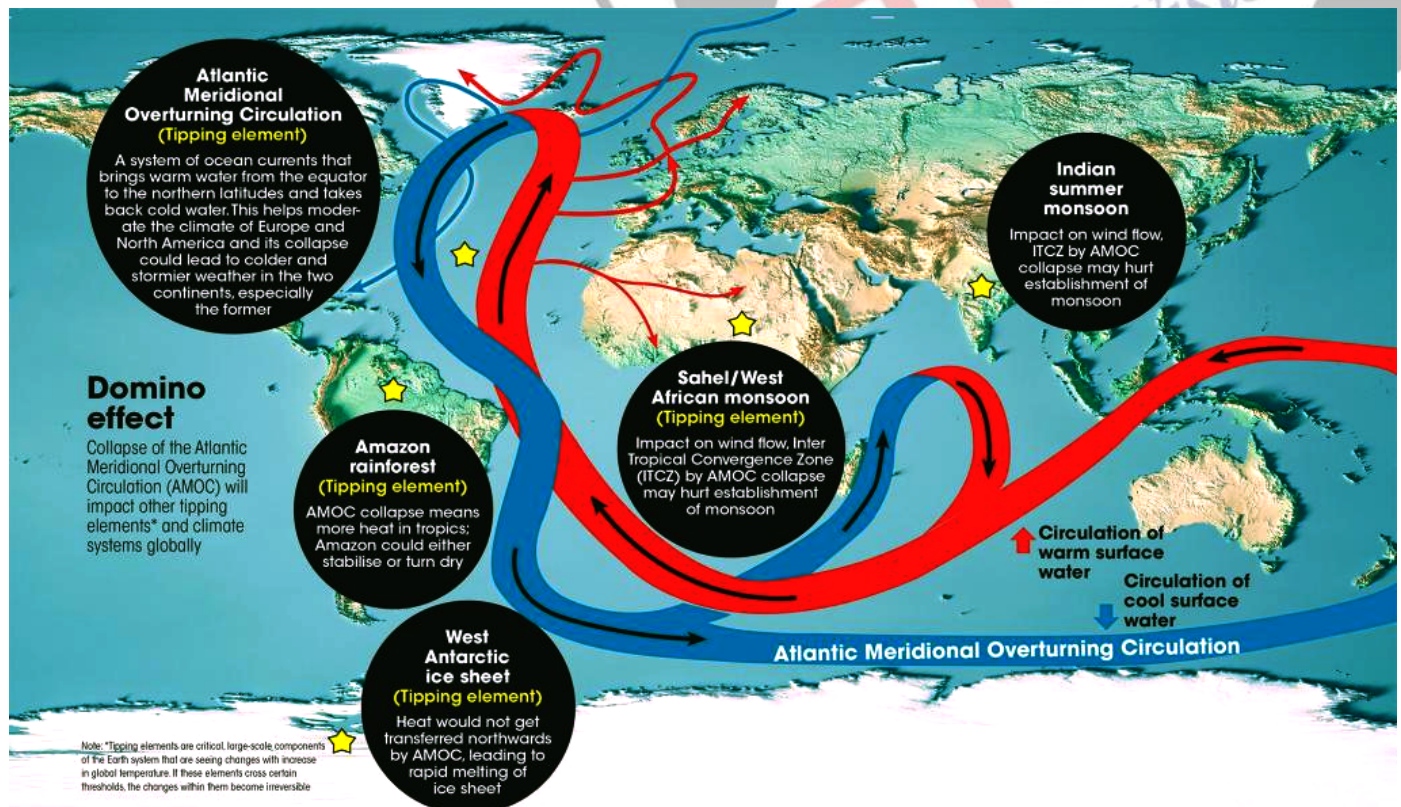 Atlantic
Meridional
Overturning Circulation
(Tipping element)
A system of ocean currents that
brings warm water from the equator
to the northern latitudes and takes
back cold water. This helps moder-
ate the climate of Europe and
North America and its collapse
could lead to colder and
stormier weather in the two
continents, especially
the former
Indian
summer
monsoon
Impact on wind flow,
ITCZ by AMOC
collapse may hurt
establishment of
monsoon
Domino
effect
Collapse of the Atlantic
Meridional Overturning
Circulation (AMOC) will
impact other tipping
elements* and climate
systems globally
Sahel/West
African monsoon
(Tipping element)
Impact on wind flow, Inter
Tropical Convergence Zone
(ITCZ) by AMOC collapse
may hurt establishment
of monsoon
Amazon
rainforest
(Tipping element)
AMOC collapse means
more heat in tropics;
Amazon could either
stabilise or turn dry
Circulation of
warm surface
water
Circulation of
cool surface
water
Atlantic Meridional Overturning Circulation
West
Antarctic
ice sheet
(Tipping element)
Heat would not get
transferred northwards
by AMOC, leading to
rapid melting of
ice sheet
Note: *Tipping elements are critical, large-scale components
of the Earth system that are seeing changes with increase
in global temperature. If these elements cross certain
thresholds, the changes within them become irreversible